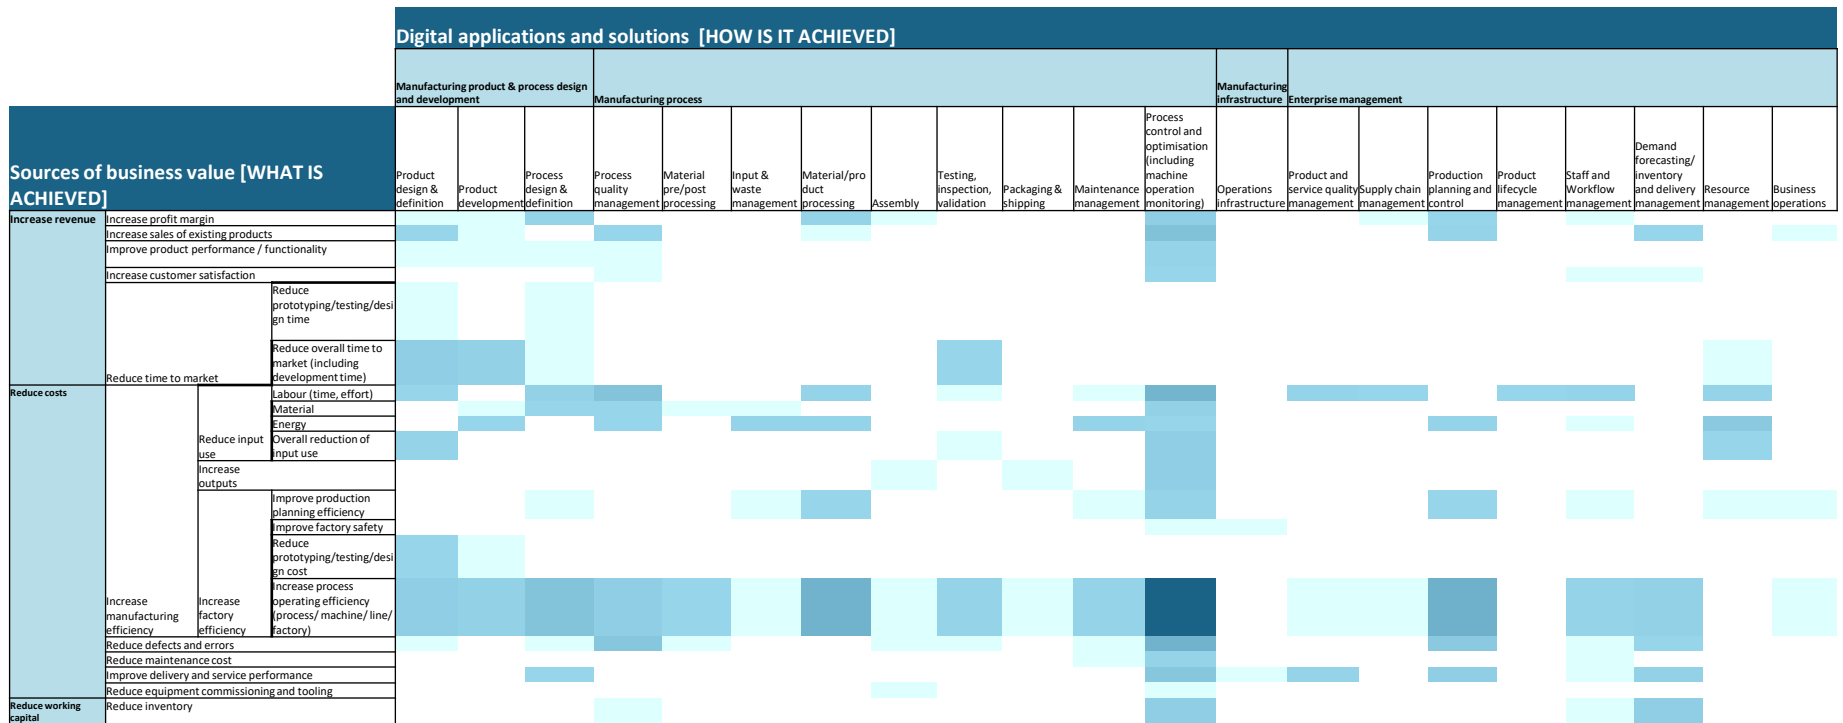 Digital applications and solutions [HOW IS IT ACHIEVED]
Manufacturing product & process design
and development
Manufacturing process
Manufacturing
infrastructure
Enterprise management
Sources of business value [WHAT IS
ACHIEVED]
Product
design &
definition
Product
development
Process
design &
definition
Process
quality
management
Material
pre/post
processing
Input &
waste
management
Material/pro
duct
processing
Assembly
Testing,
inspection,
validation
Packaging &
shipping
Maintenance
management
Process
control and
optimisation
(including
machine
operation
monitoring)
Operations
infrastructure
Product and
service quality
management
Supply chain
management
Production
planning and
control
Product
lifecycle
management
Staff and
Workflow
management
Demand
forecasting/
inventory
and delivery
management
Resource
management
Business
operations
Increase revenue
Increase profit margin
Increase sales of existing products
Improve product performance / functionality
Increase customer satisfaction
Reduce time to market
Reduce
prototyping/testing/desi
gn time
Reduce overall time to
market (including
development time)
Reduce costs
Increase
manufacturing
efficiency
Reduce input
use
Labour (time, effort)
Material
Energy
Overall reduction of
input use
Increase
outputs
Increase
factory
efficiency
Improve production
planning efficiency
Improve factory safety
Reduce
prototyping/testing/desi
gn cost
Increase process
operating efficiency
(process/ machine/ line/
factory)
Reduce defects and errors
Reduce maintenance cost
Improve delivery and service performance
Reduce equipment commissioning and tooling
Reduce working
capital
Reduce inventory